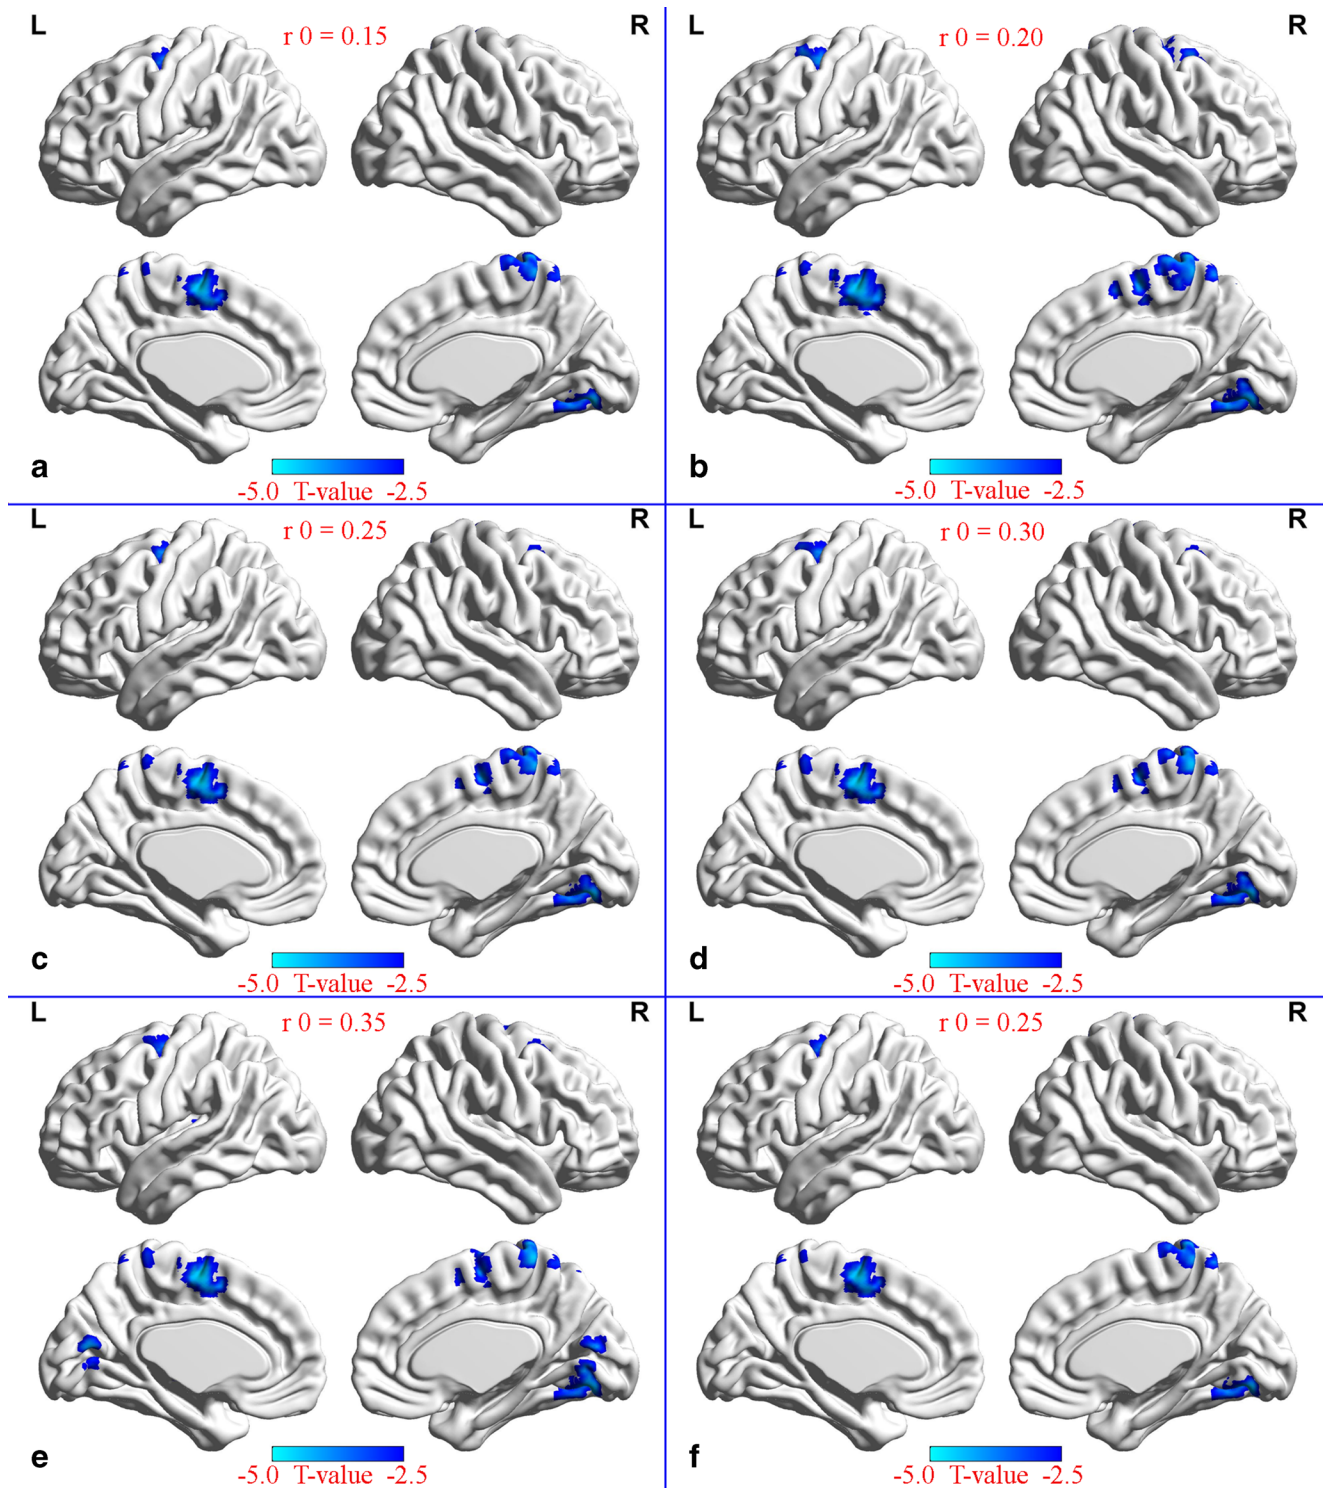 L r 0 = 0.15 R
a
-5.0 T-value -2.5
L r 0 = 0.20 R
b
-5.0 T-value -2.5
L r 0 = 0.25 R
c
-5.0 T-value -2.5
L r 0 = 0.30 R
d
-5.0 T-value -2.5
L r 0 = 0.35 R
e
-5.0 T-value -2.5
L r 0 = 0.25 R
f
-5.0 T-value -2.5